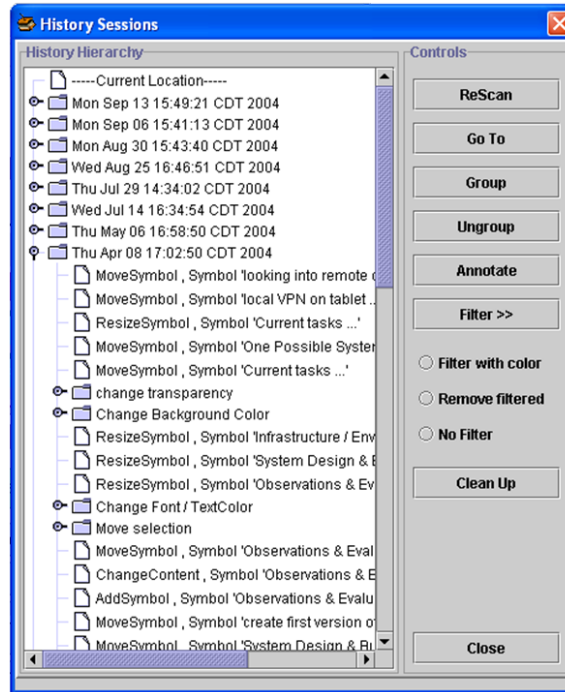 History Sessions
History Hierarchy
-----Current Location-----
Mon Sep 13 15:49:21 CDT 2004
Mon Sep 06 15:41:13 CDT 2004
Mon Aug 30 15:43:40 CDT 2004
Wed Aug 25 16:46:51 CDT 2004
Thu Jul 29 14:34:02 CDT 2004
Wed Jul 14 16:34:54 CDT 2004
Thu May 06 16:58:50 CDT 2004
Thu Apr 08 17:02:50 CDT 2004
MoveSymbol , Symbol 'looking into remote
MoveSymbol , Symbol 'local VPN on tablet ..
ResizeSymbol , Symbol 'Current tasks ...'
MoveSymbol , Symbol 'One Possible System
MoveSymbol , Symbol 'Current tasks ...'
change transparency
Change Background Color
ResizeSymbol , Symbol 'Infrastructure / Env
ResizeSymbol , Symbol 'System Design &
ResizeSymbol , Symbol 'Observations & Ev
Change Font / TextColor
Move selection
MoveSymbol , Symbol 'Observations & Eval
ChangeContent , Symbol 'Observations & E
AddSymbol , Symbol 'Observations & Evalu
MoveSymbol , Symbol 'create first version o
MoveSymbol , Symbol 'System Design &
Controls
ReScan
Go To
Group
Ungroup
Annotate
Filter >>
Filter with color
Remove filtered
No Filter
Clean Up
Close